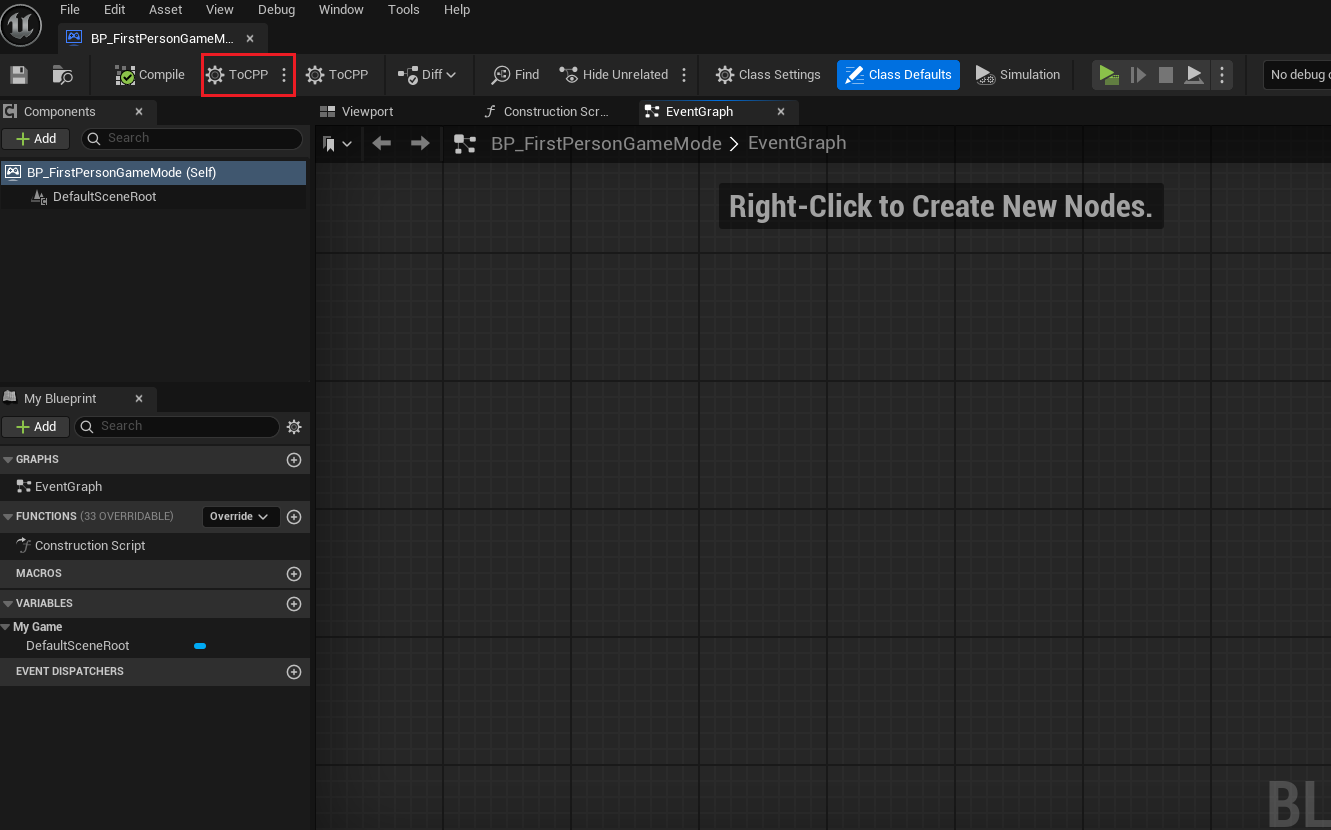 File Edit Asset View Debug Window Tools Help
BP_FirstPersonGameM...
Compile ToCPP ToCPP Diff Find Hide Unrelated Class Settings Class Defaults Simulation No debug
Components
Viewport Construction Scr... EventGraph
Add Search
BP_FirstPersonGameMode EventGraph
BP_FirstPersonGameMode (Self)
DefaultSceneRoot
Right-Click to Create New Nodes.
My Blueprint
Add Search
GRAPHS
EventGraph
FUNCTIONS (33 OVERRIDABLE) Override
Construction Script
MACROS
VARIABLES
My Game
DefaultSceneRoot
EVENT DISPATCHERS
BL